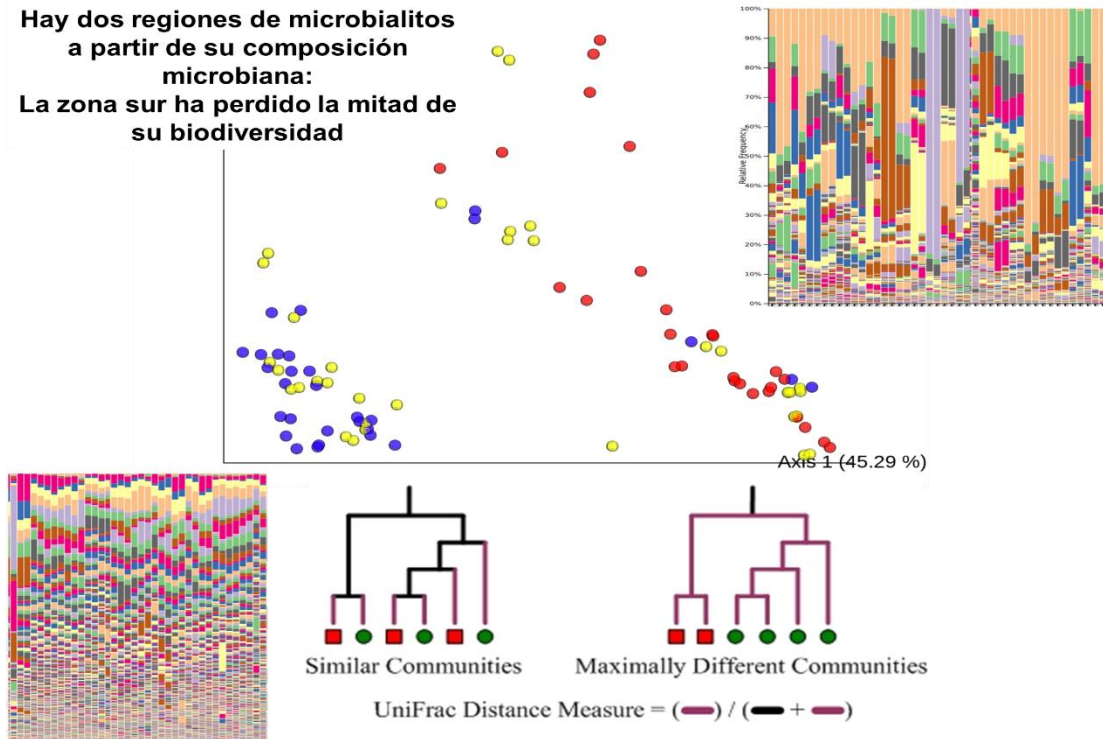 Hay dos regiones de microbialitos
a partir de su composición
microbiana:
La zona sur ha perdido la mitad de
su biodiversidad
100%
90%
80%
70%
60%
50%
40%
30%
20%
10%
0%
Relative Frequency
Axis 1 (45.29 %)
Similar Communities
Maximally Different Communities
UniFrac Distance Measure = ( ) / ( + )